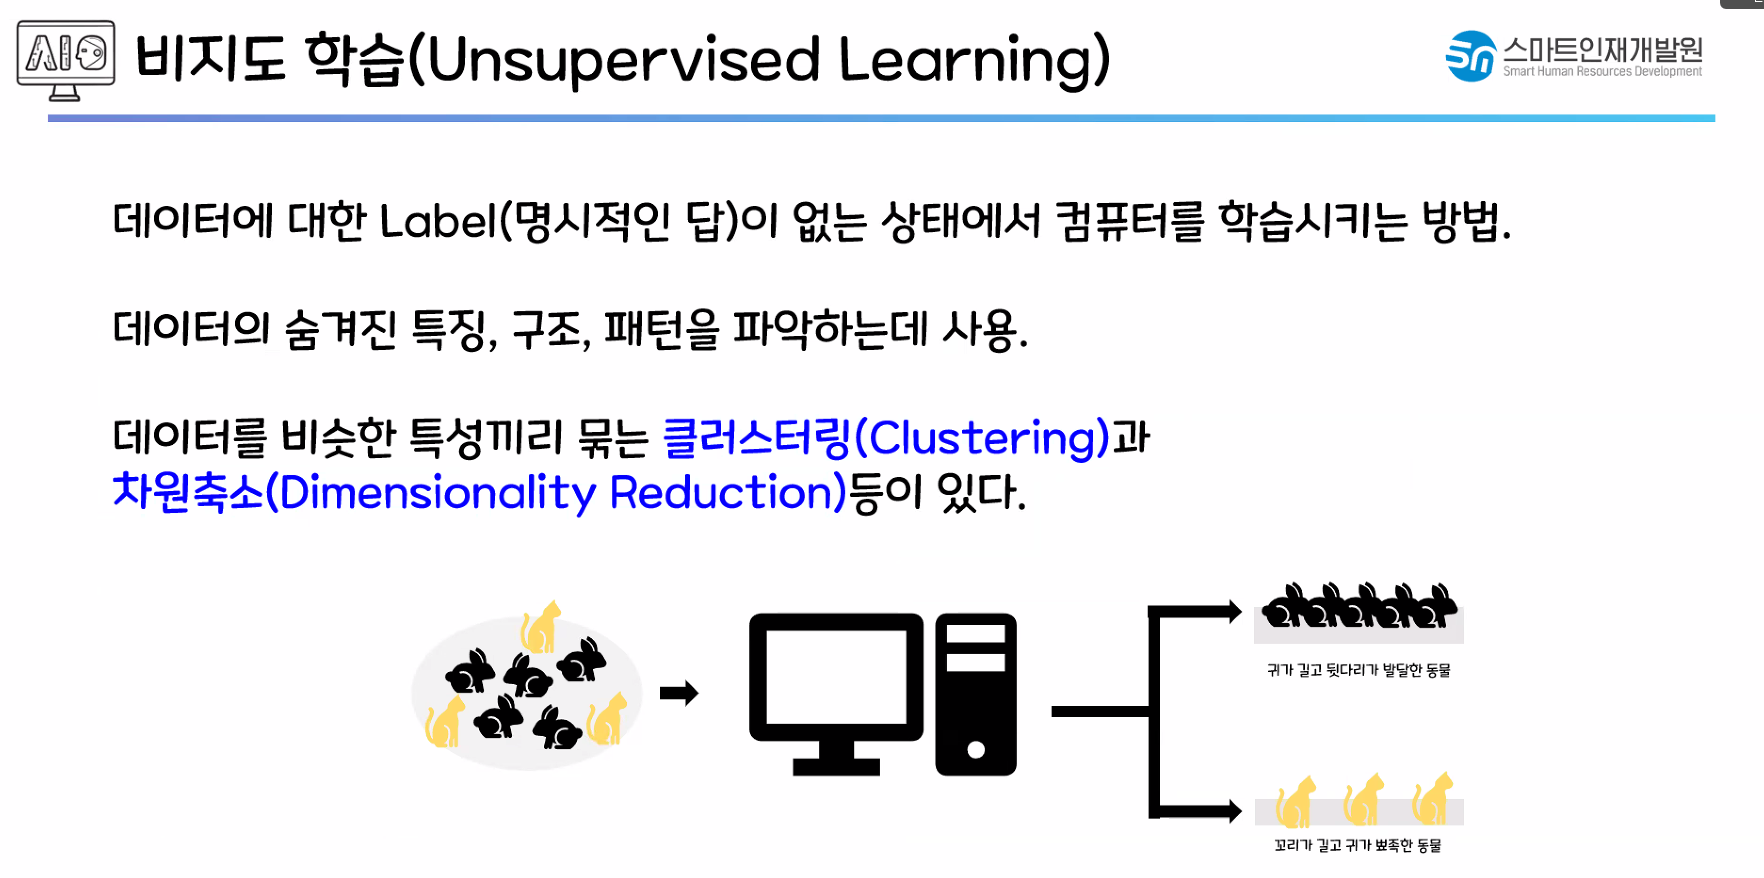 AI
비지도 학습(Unsupervised Learning)
스마트인재개발원
Smart Human Resources Development
데이터에 대한 Label(명시적인 답)이 없는 상태에서 컴퓨터를 학습시키는 방법.
데이터의 숨겨진 특징, 구조, 패턴을 파악하는데 사용.
데이터를 비슷한 특성끼리 묶는 클러스터링(Clustering)과
차원축소(Dimensionality Reduction)등이 있다.
귀가 길고 뒷다리가 발달한 동물
꼬리가 길고 귀가 뾰족한 동물